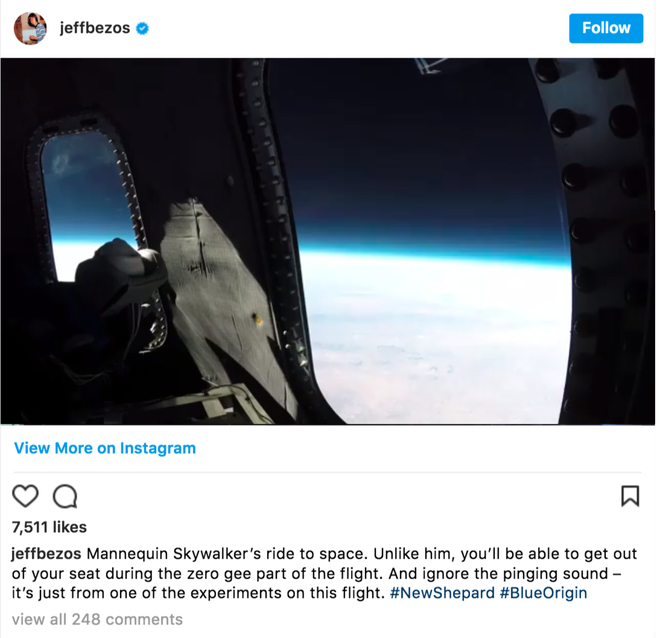 jeffbezos
Follow
View More on Instagram
7,511 likes
jeffbezos Mannequin Skywalker's ride to space. Unlike him, you'll be able to get out
of your seat during the zero gee part of the flight. And ignore the pinging sound –
it's just from one of the experiments on this flight. #NewShepard #BlueOrigin
view all 248 comments